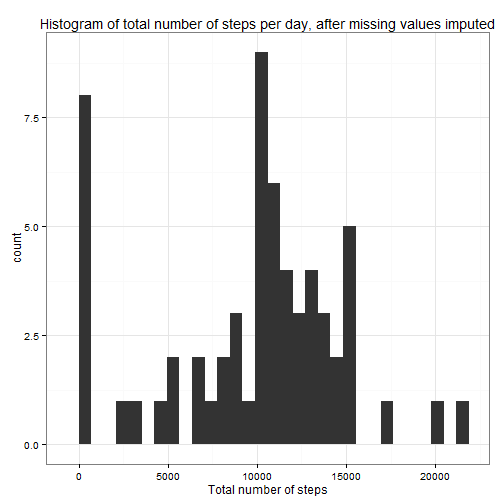 Histogram of total number of steps per day, after missing values imputed
7.5
5.0
2.5
0.0
count
0 5000 10000 15000 20000
Total number of steps